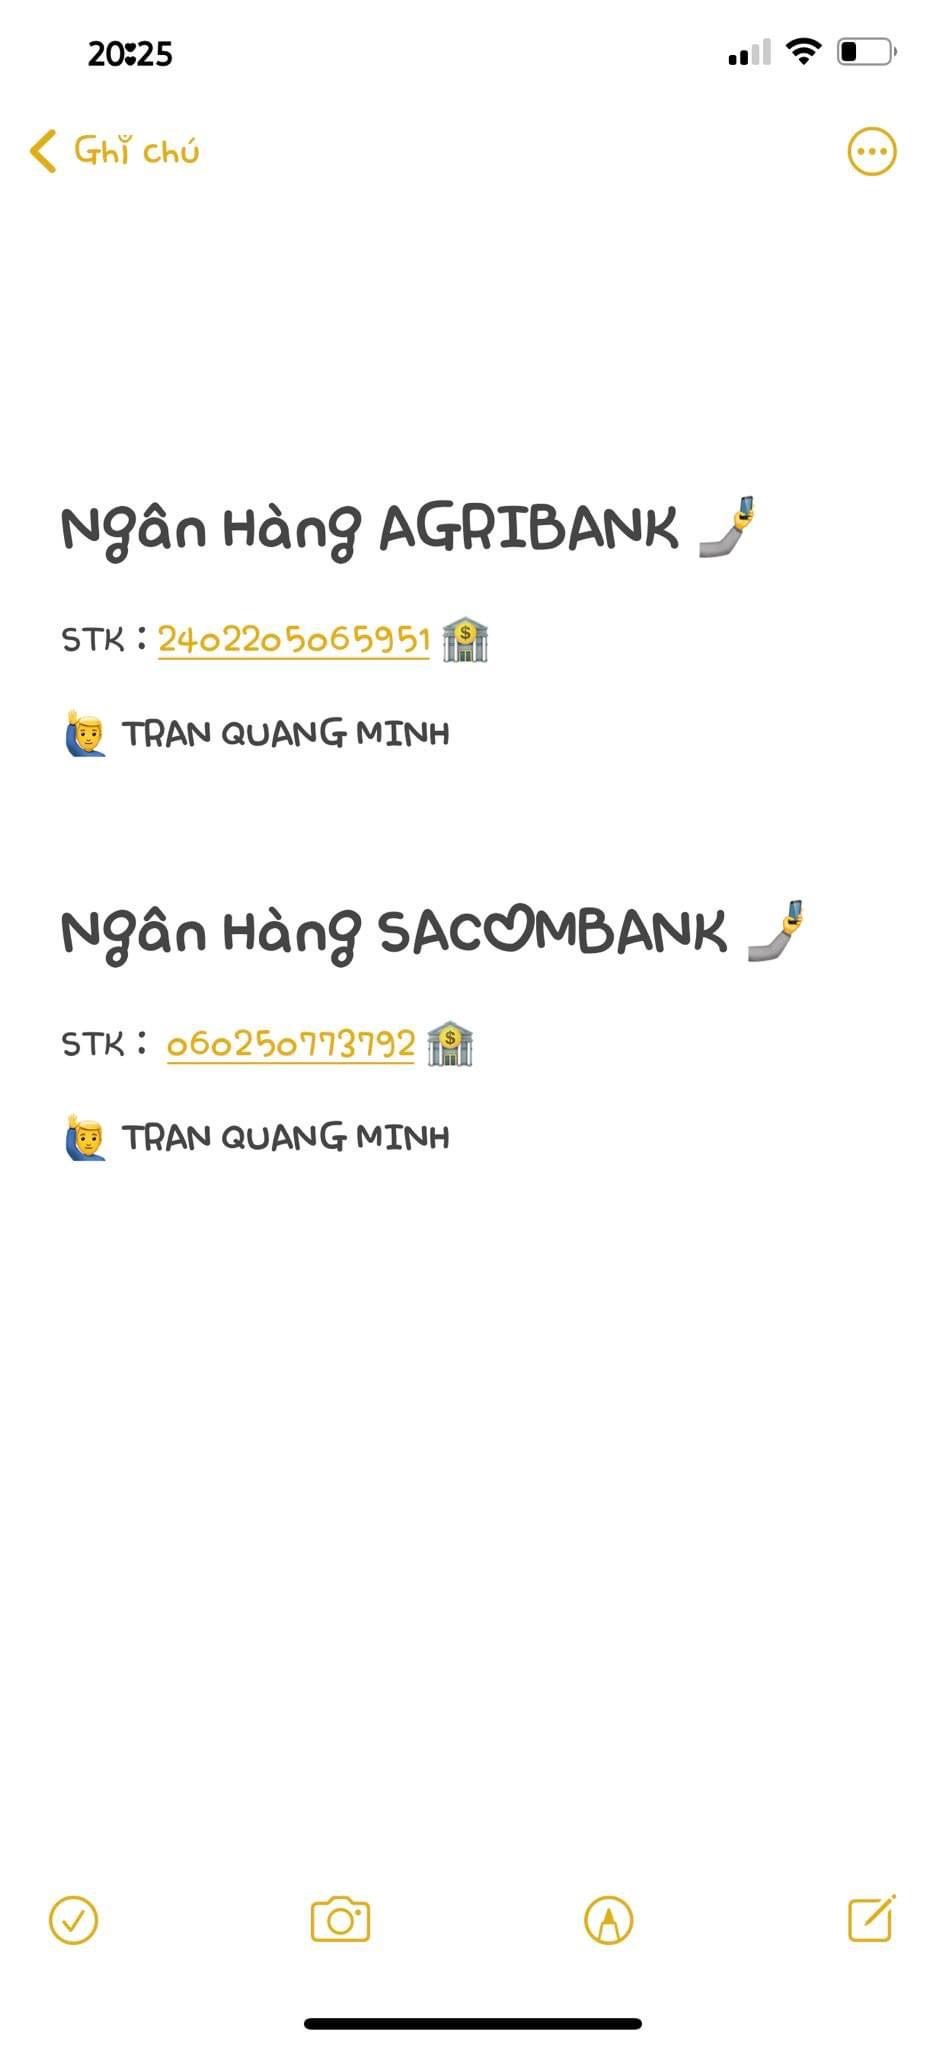 20:25
Ghi chú
Ngân Hàng AGRIBANK
STK : 2402205065951
TRAN QUANG MINH
Ngân Hàng SACOMBANK
STK : 060250773792
TRAN QUANG MINH